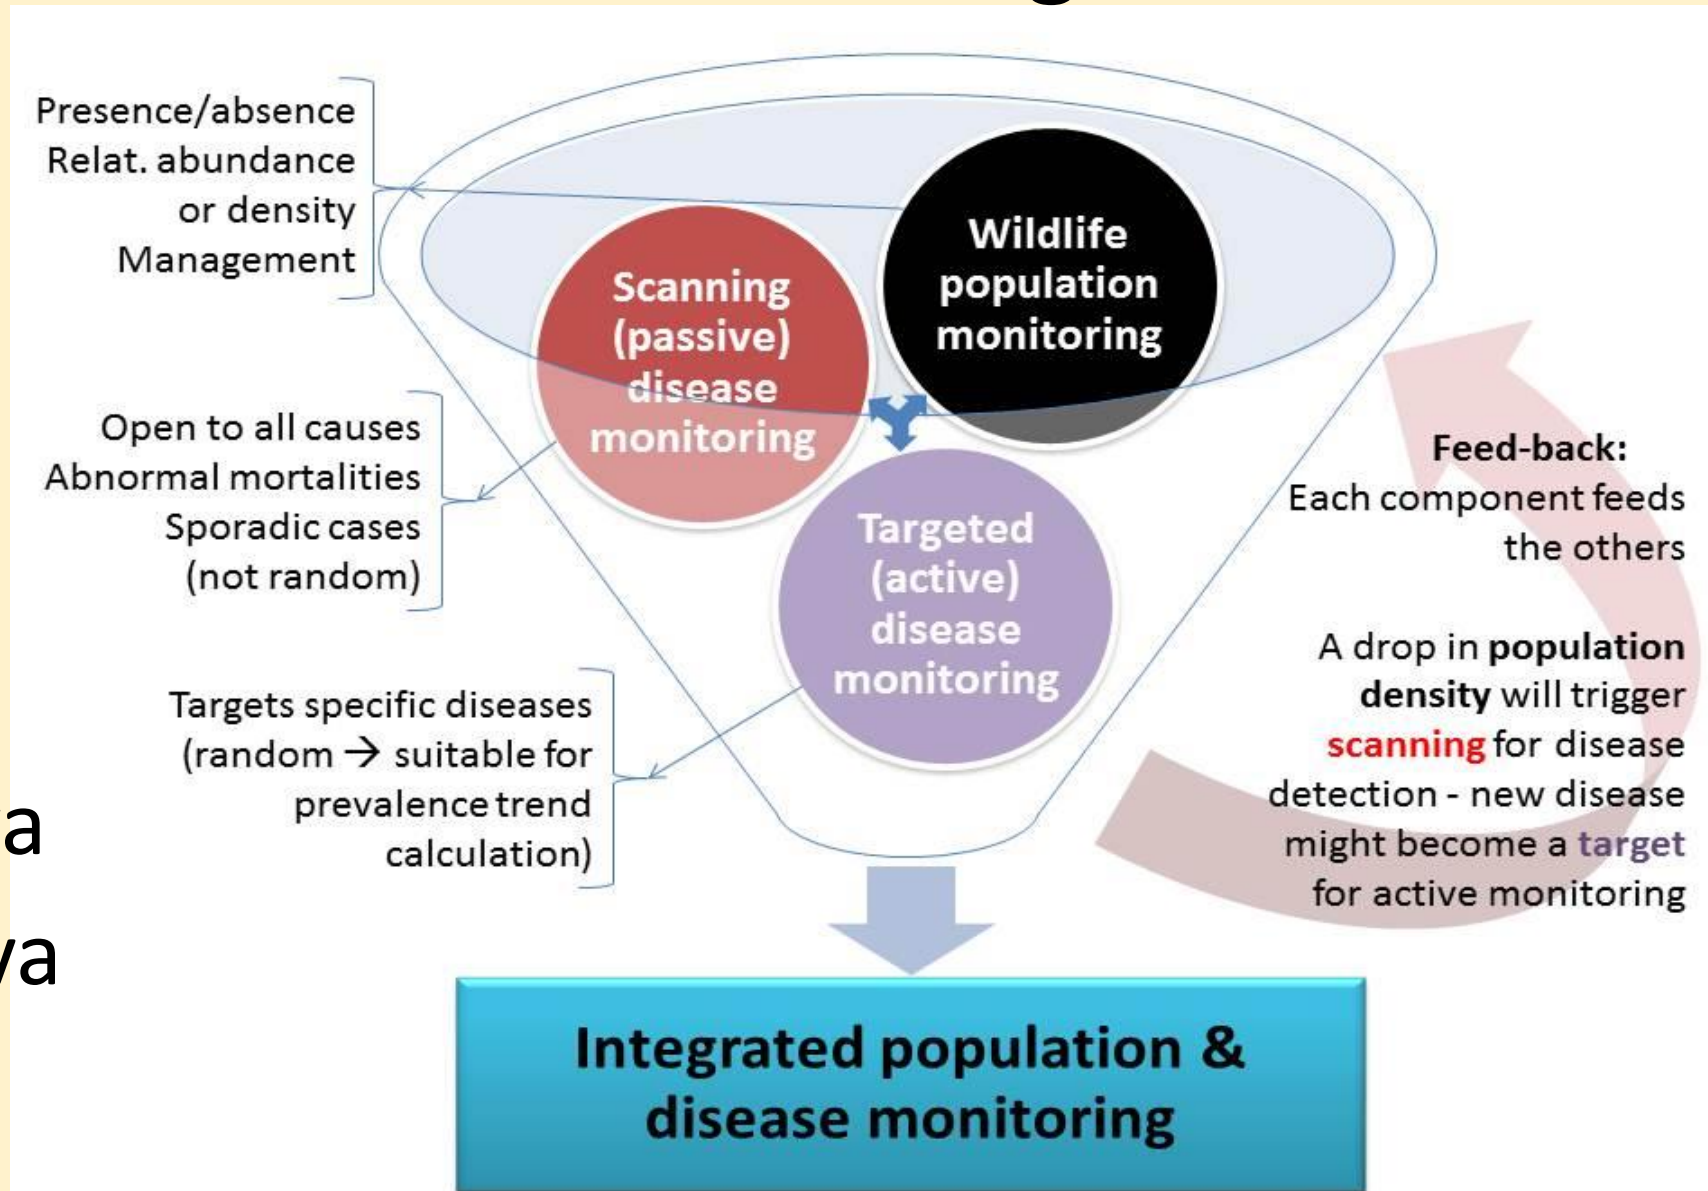 Presence/absence
Relat. abundance
or density
Management
Wildlife
population
monitoring
Scanning
(passive)
disease
monitoring
Open to all causes
Abnormal mortalities
Sporadic cases
(not random)
Targeted
(active)
disease
monitoring
Targets specific diseases
(random → suitable for
prevalence trend
calculation)
Feed-back:
Each component feeds
the others
A drop in population
density will trigger
scanning for disease
detection - new disease
might become a target
for active monitoring
Integrated population &
disease monitoring